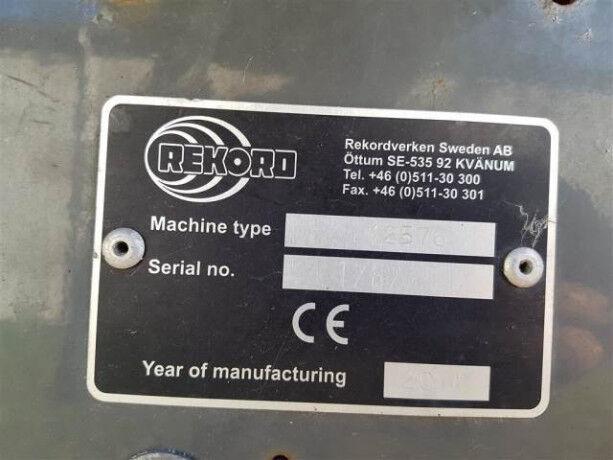 REKORD
Rekordverken Sweden AB
Öttum SE-535 92 KVÄNUM
Tel. +46 (0)511-30 300
Fax. +46 (0)511-30 301
Machine type
Serial no.
CE
Year of manufacturing